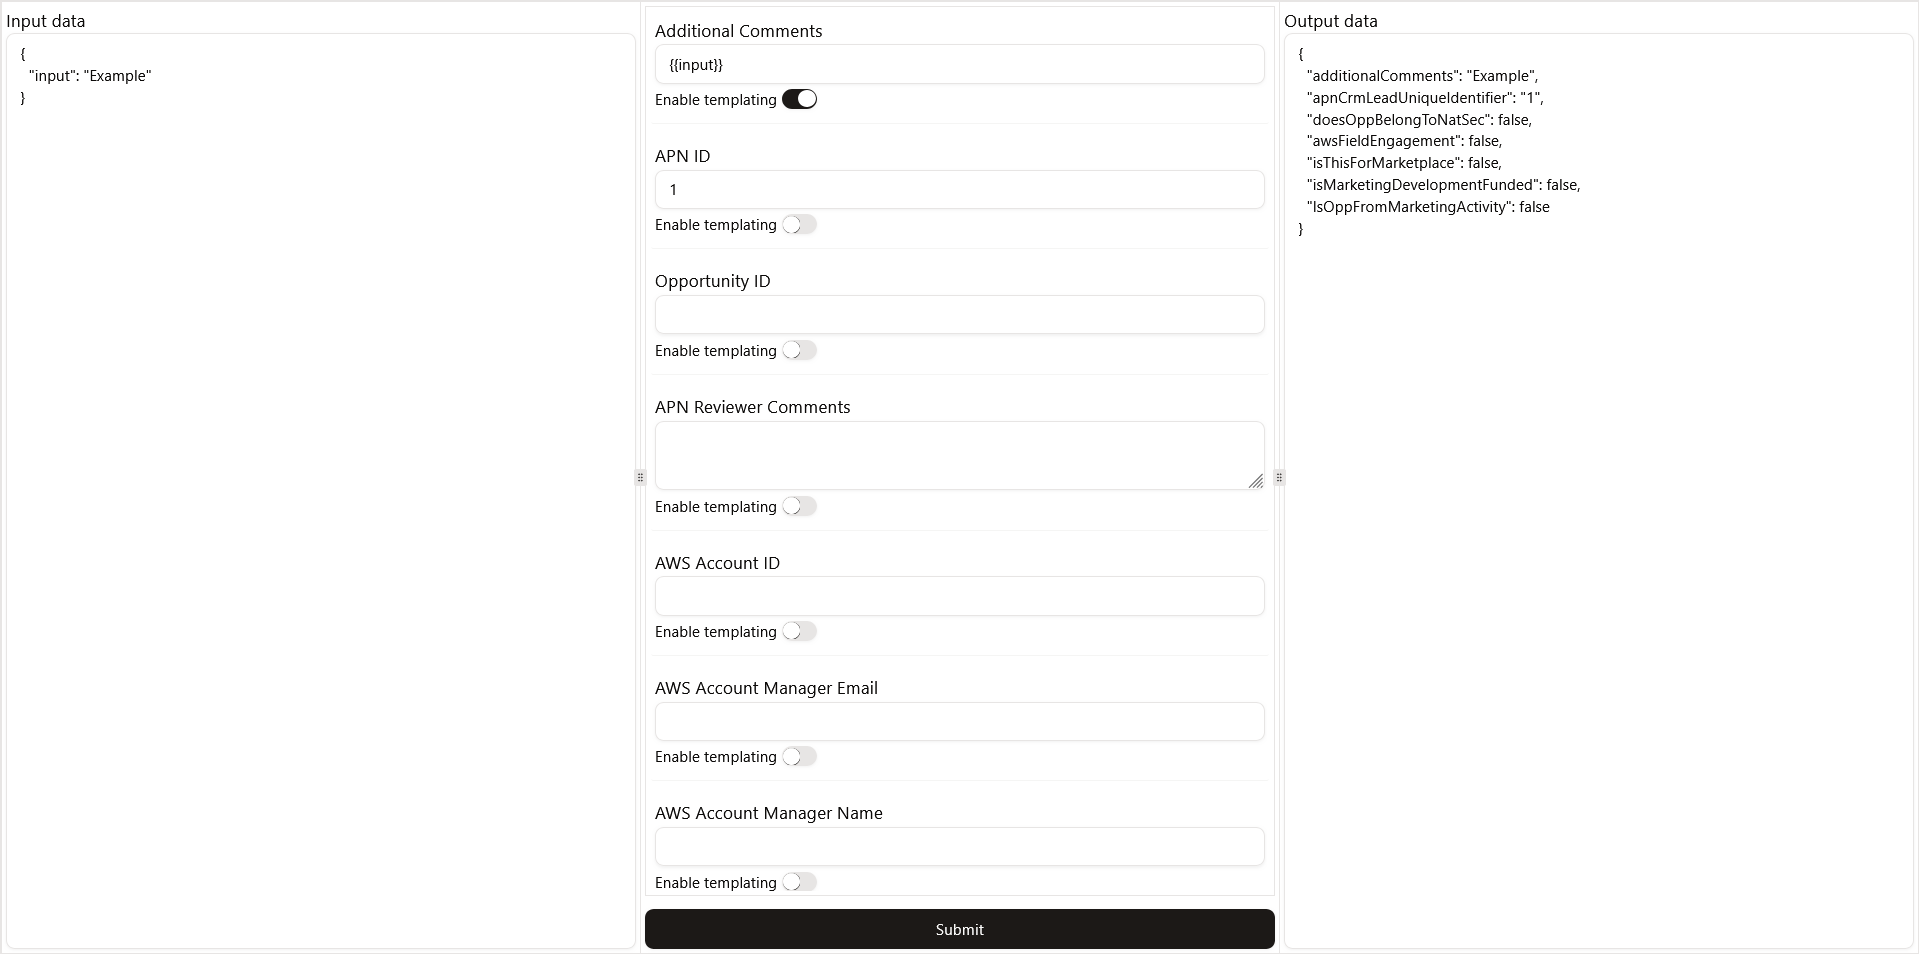 Input data
{
"input": "Example"
}
Additional Comments
{{input}}
Enable templating
APN ID
1
Enable templating
Opportunity ID
Enable templating
APN Reviewer Comments
Enable templating
AWS Account ID
Enable templating
AWS Account Manager Email
Enable templating
AWS Account Manager Name
Enable templating
Submit
Output data
{
"additionalComments": "Example",
"apnCrmLeadUniqueIdentifier": "1",
"doesOppBelongToNatSec": false,
"awsFieldEngagement": false,
"isThisForMarketplace": false,
"isMarketingDevelopmentFunded": false,
"IsOppFromMarketingActivity": false
}